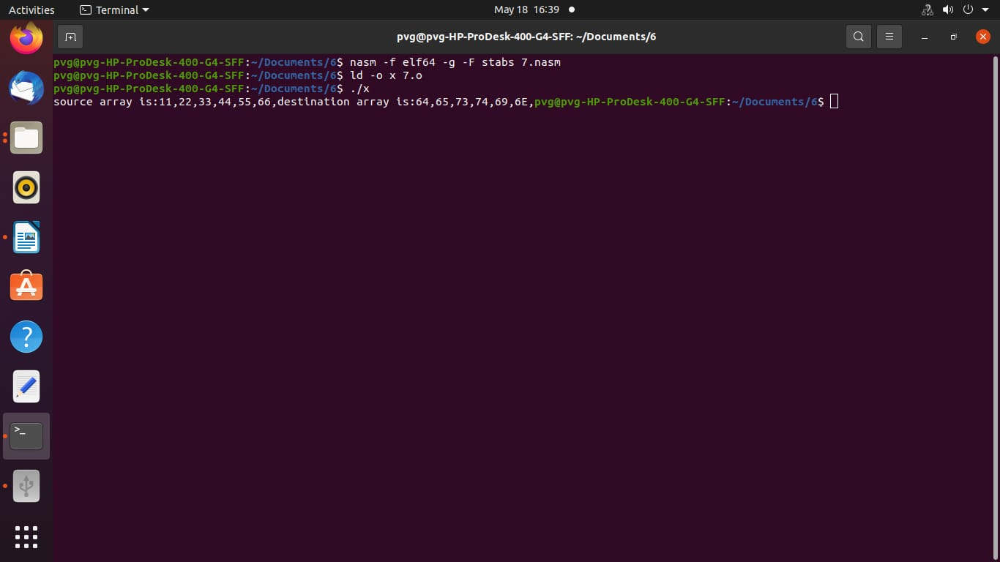 Activities
Terminal
May 18 16:39
pvg@pvg-HP-ProDesk-400-G4-SFF: ~/Documents/6
pvg@pvg-HP-ProDesk-400-G4-SFF:~/Documents/6$ nasm -f elf64 -g -F stabs 7.nasm
pvg@pvg-HP-ProDesk-400-G4-SFF:~/Documents/6$ ld -o x 7.o
pvg@pvg-HP-ProDesk-400-G4-SFF:~/Documents/6$ ./x
source array is:11,22,33,44,55,66,destination array is:64,65,73,74,69,6E,pvg@pvg-HP-ProDesk-400-G4-SFF:~/Documents/6$